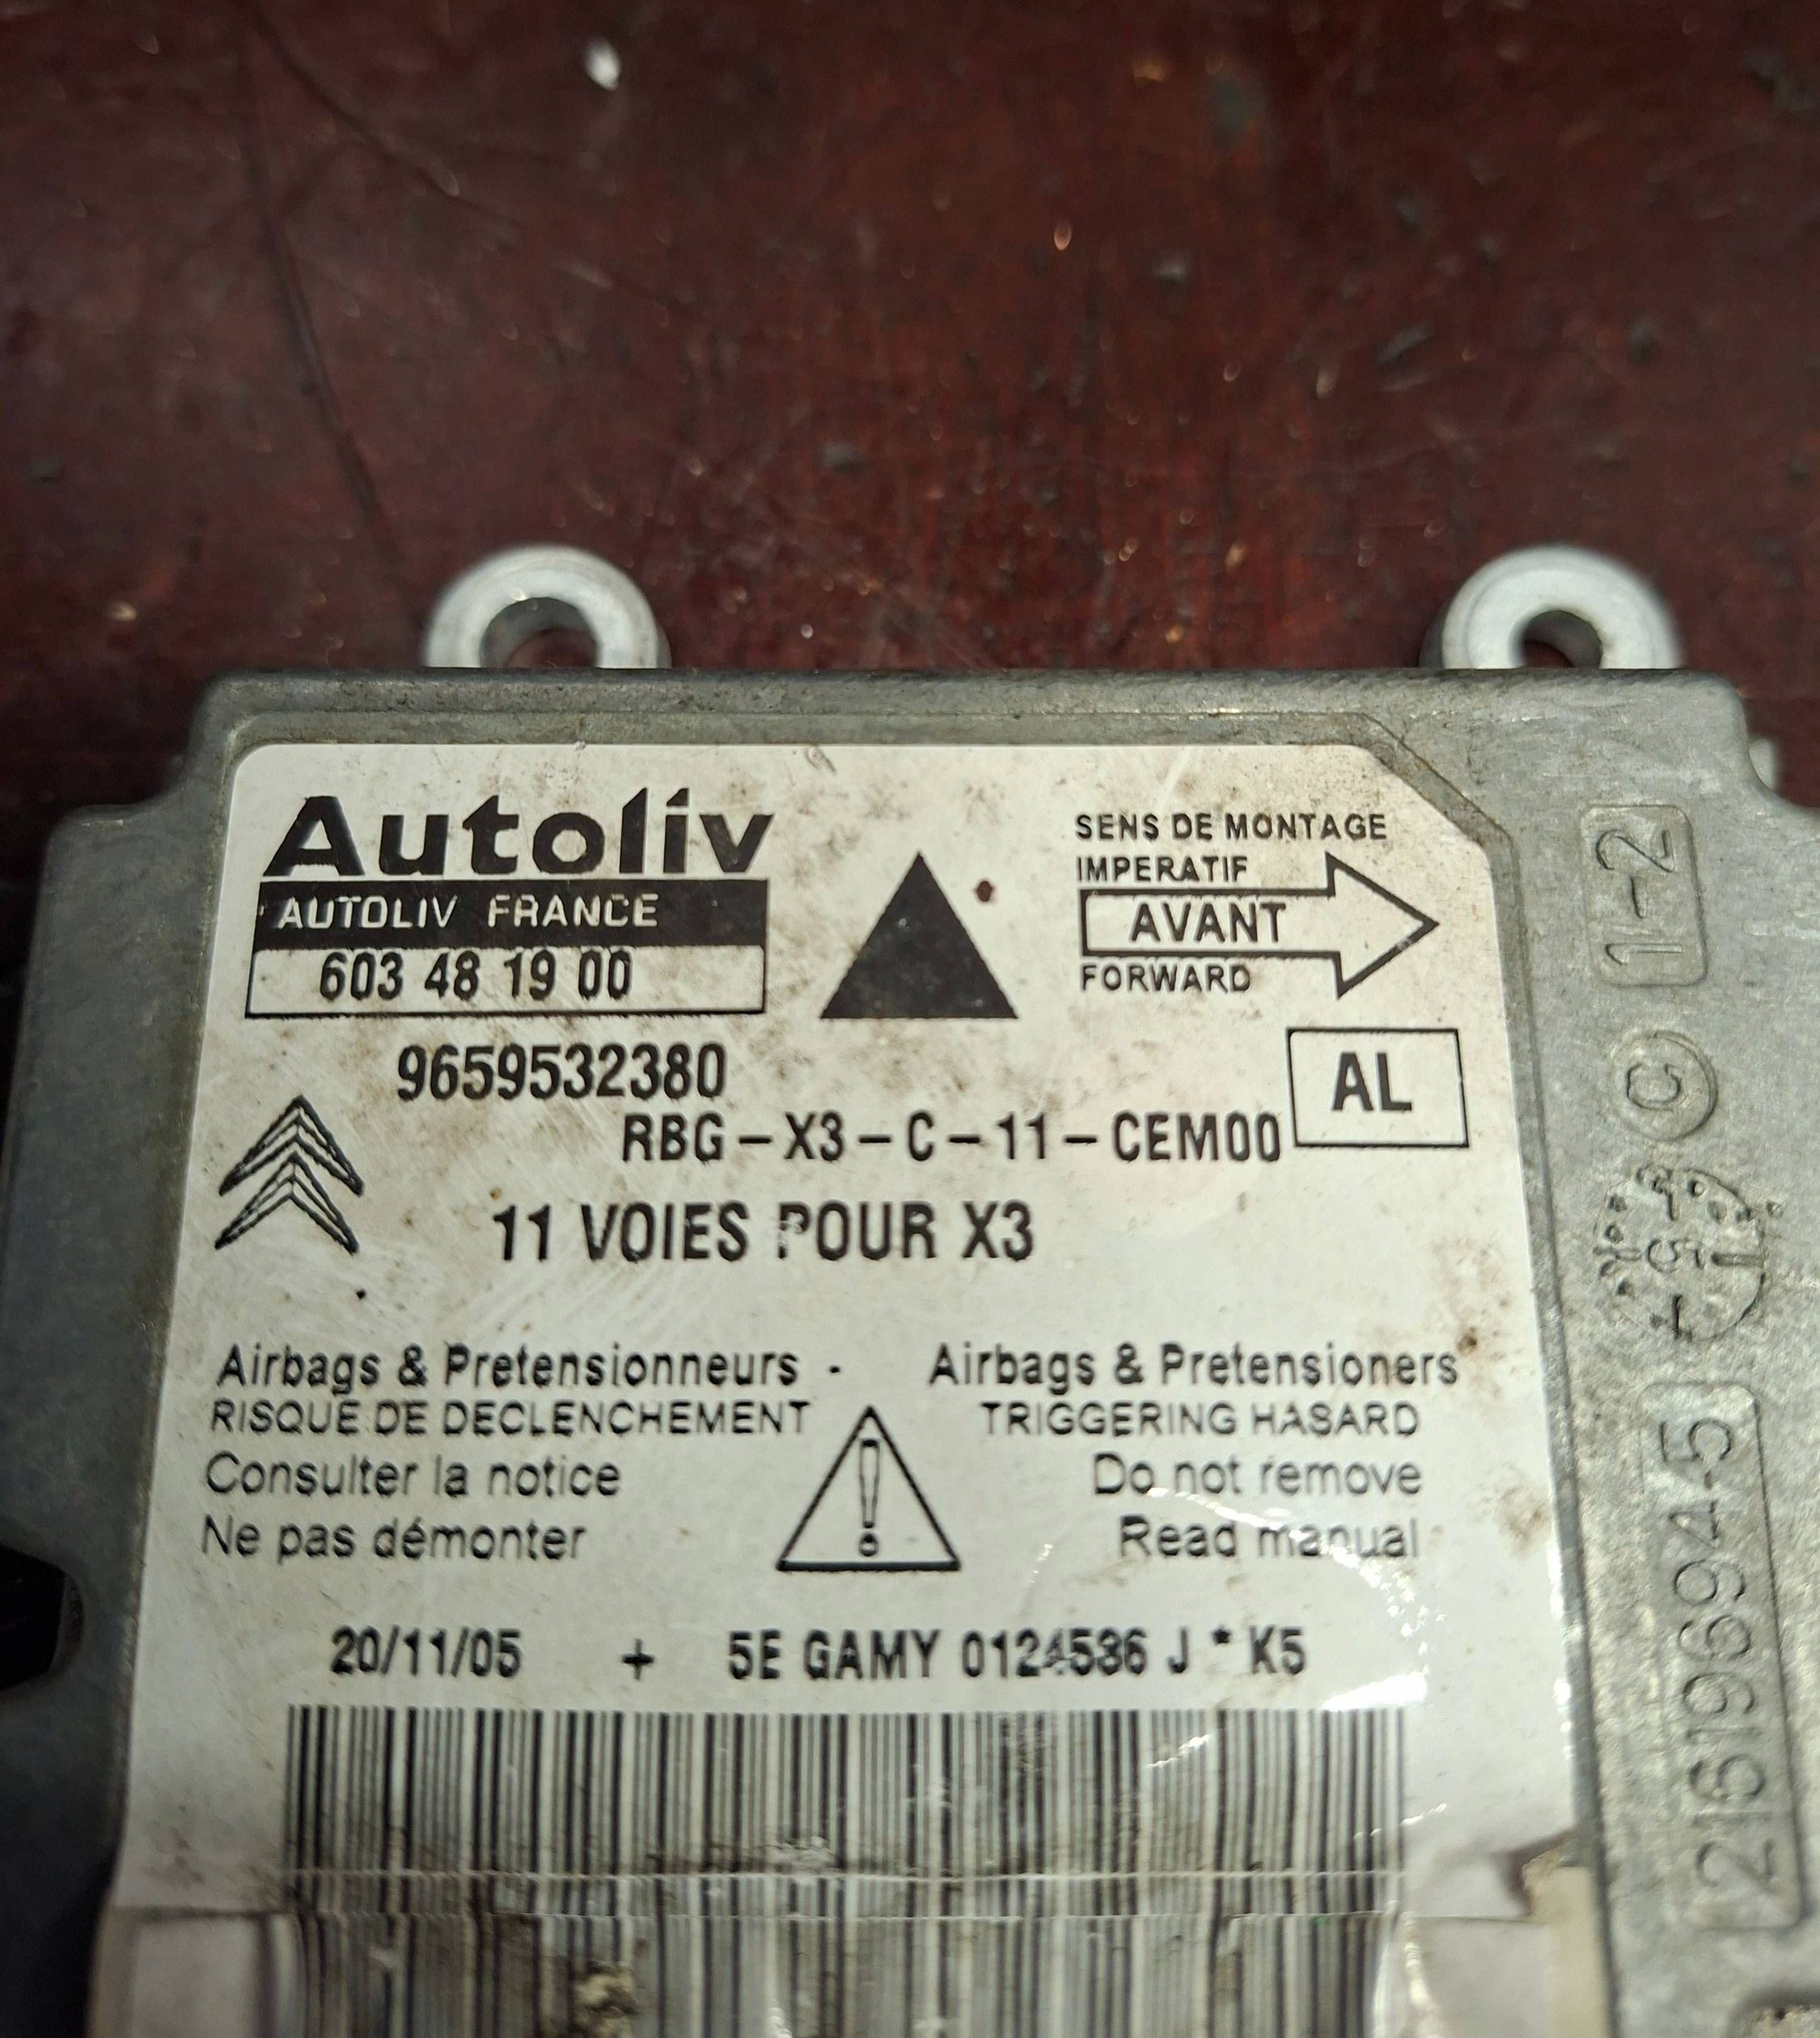 Autoliv
AUTOLIV FRANCE
603 48 19 00
SENS DE MONTAGE
IMPERATIF
AVANT
FORWARD
9659532380
AL
RBG-X3-C-11-CEM00
11 VOIES POUR X3
Airbags & Pretensionneurs - Airbags & Pretensioners
RISQUE DE DECLENCHEMENT TRIGGERING HASARD
Consulter la notice Do not remove
Ne pas démonter Read manual
20/11/05 + 5E GAMY 0124536 J * K5
1-2
C
21619694-5